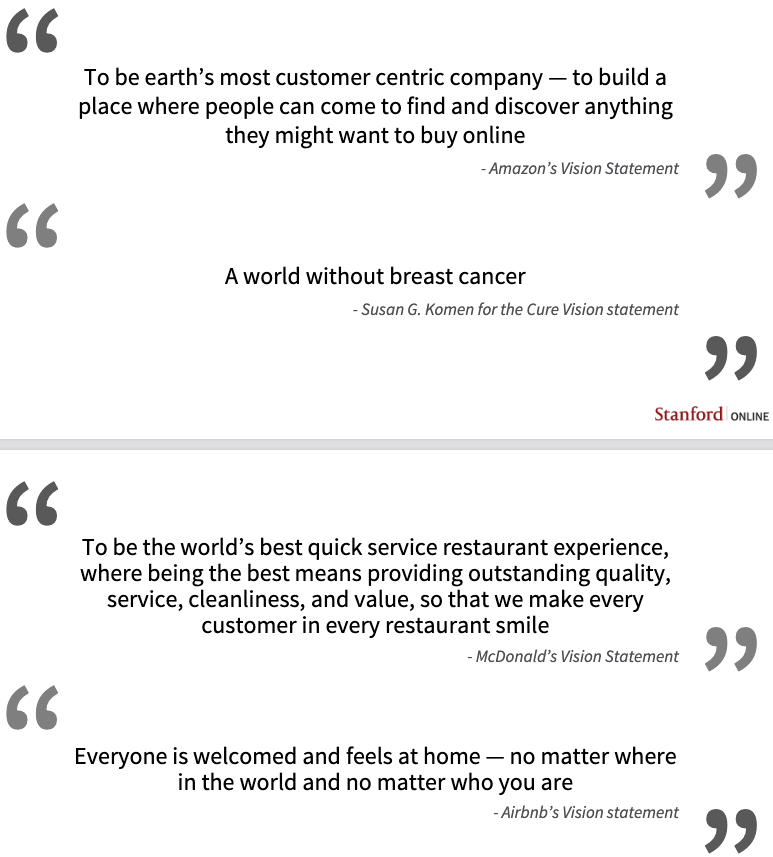 “
To be earth’s most customer centric company — to build a
place where people can come to find and discover anything
they might want to buy online
- Amazon’s Vision Statement
”
“
A world without breast cancer
- Susan G. Komen for the Cure Vision statement
”
Stanford ONLINE
“
To be the world’s best quick service restaurant experience,
where being the best means providing outstanding quality,
service, cleanliness, and value, so that we make every
customer in every restaurant smile
- McDonald’s Vision Statement
”
“
Everyone is welcomed and feels at home — no matter where
in the world and no matter who you are
- Airbnb’s Vision statement
”